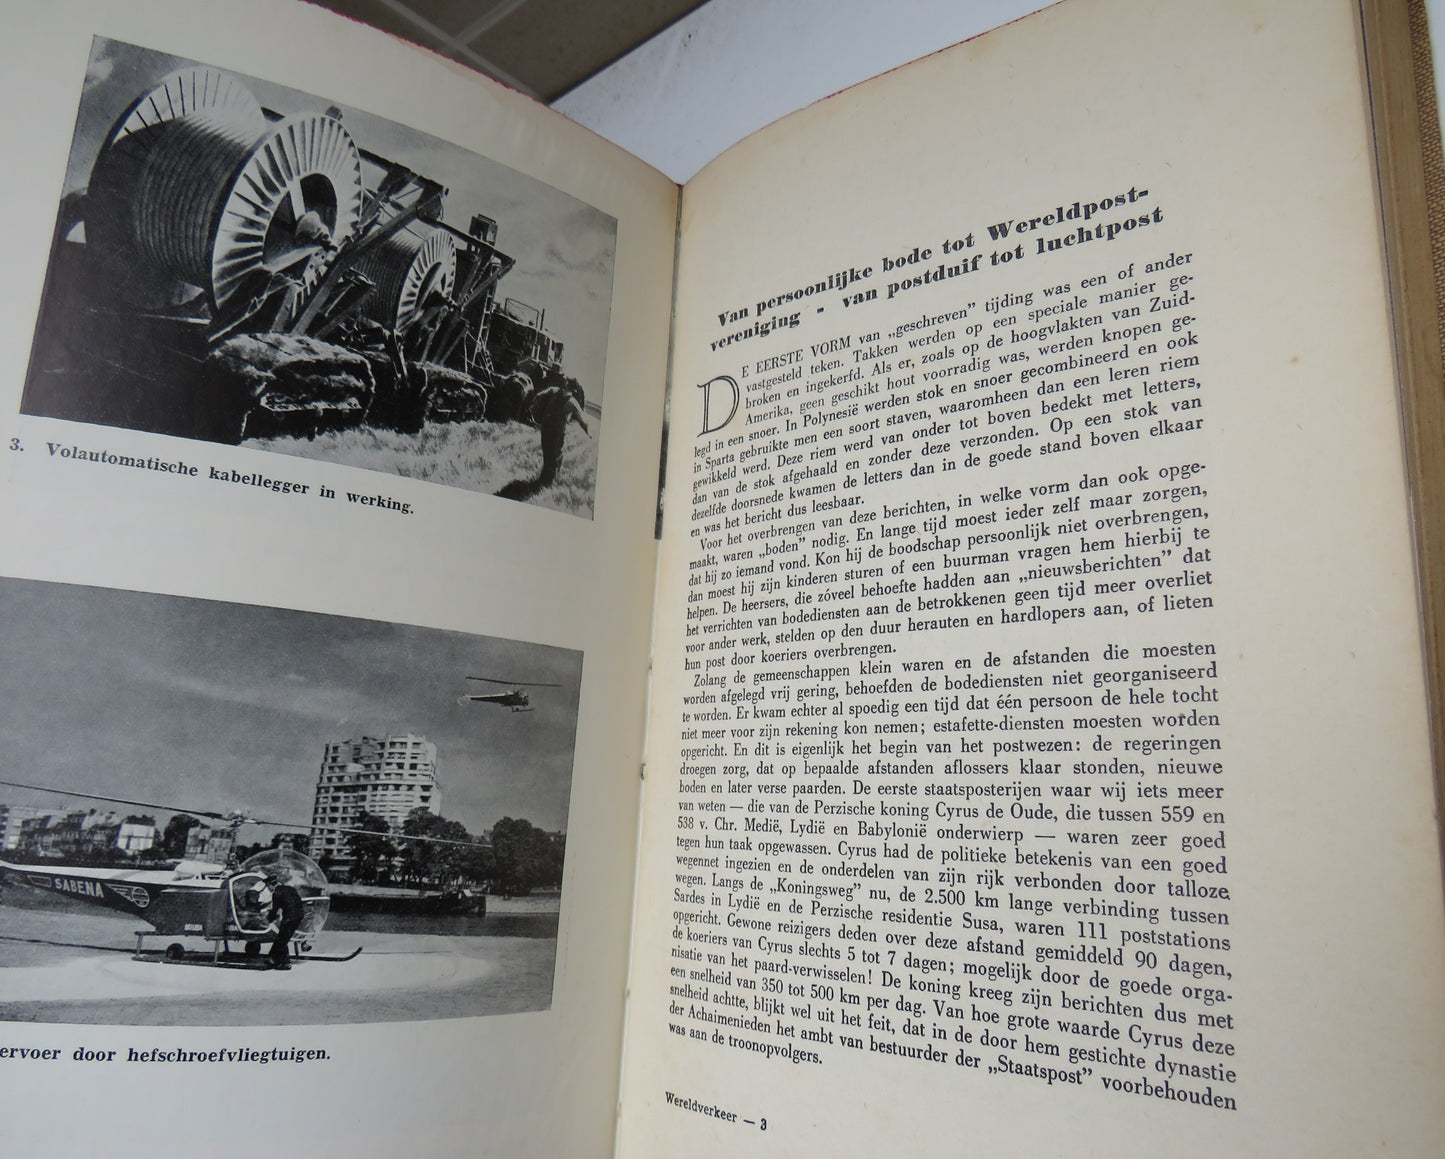 3. Volautomatische kabellegger in werking.
SABENA
ervoer door hefschroefvliegtuigen.
Van persoonlijke bode tot Wereldpost-
vereniging - van postduif tot luchtpost
DE EERSTE VORM van „geschreven” tijding was een of ander
vastgesteld teken. Takken werden op een speciale manier ge-
broken en ingekerfd. Als er, zoals op de hoogvlakten van Zuid-
Amerika, geen geschikt hout voorradig was, werden knopen ge-
legd in een snoer. In Polynesië werden stok en snoer gecombineerd en ook
in Sparta gebruikte men een soort staven, waaromheen dan een leren riem
gewikkeld werd. Deze riem werd van onder tot boven bedekt met letters,
dan van de stok afgehaald en zonder deze verzonden. Op een stok van
dezelfde doorsnede kwamen de letters dan in de goede stand boven elkaar
en was het bericht dus leesbaar.
Voor het overbrengen van deze berichten, in welke vorm dan ook opge-
maakt, waren „boden” nodig. En lange tijd moest ieder zelf maar zorgen,
dat hij zo iemand vond. Kon hij de boodschap persoonlijk niet overbrengen,
dan moest hij zijn kinderen sturen of een buurman vragen hem hierbij te
helpen. De heersers, die zóveel behoefte hadden aan „nieuwsberichten” dat
het verrichten van bodediensten aan de betrokkenen geen tijd meer overliet
voor ander werk, stelden op den duur herauten en hardlopers aan, of lieten
hun post door koeriers overbrengen.
Zolang de gemeenschappen klein waren en de afstanden die moesten
worden afgelegd vrij gering, behoefden de bodediensten niet georganiseerd
te worden. Er kwam echter al spoedig een tijd dat één persoon de hele tocht
niet meer voor zijn rekening kon nemen; estafette-diensten moesten worden
opgericht. En dit is eigenlijk het begin van het postwezen: de regeringen
droegen zorg, dat op bepaalde afstanden aflossers klaar stonden, nieuwe
boden en later verse paarden. De eerste staatsposterijen waar wij iets meer
van weten — die van de Perzische koning Cyrus de Oude, die tussen 559 en
538 v. Chr. Medië, Lydië en Babylonië onderwierp — waren zeer goed
tegen hun taak opgewassen. Cyrus had de politieke betekenis van een goed
wegennet ingezien en de onderdelen van zijn rijk verbonden door talloze
wegen. Langs de „Koningsweg” nu, de 2.500 km lange verbinding tussen
Sardes in Lydië en de Perzische residentie Susa, waren 111 poststations
opgericht. Gewone reizigers deden over deze afstand gemiddeld 90 dagen,
de koeriers van Cyrus slechts 5 tot 7 dagen; mogelijk door de goede orga-
nisatie van het paard-verwisselen! De koning kreeg zijn berichten dus met
een snelheid van 350 tot 500 km per dag. Van hoe grote waarde Cyrus deze
snelheid achtte, blijkt wel uit het feit, dat in de door hem gestichte dynastie
der Achaimenieden het ambt van bestuurder der „Staatspost” voorbehouden
was aan de troonopvolgers.
Wereldverkeer — 3